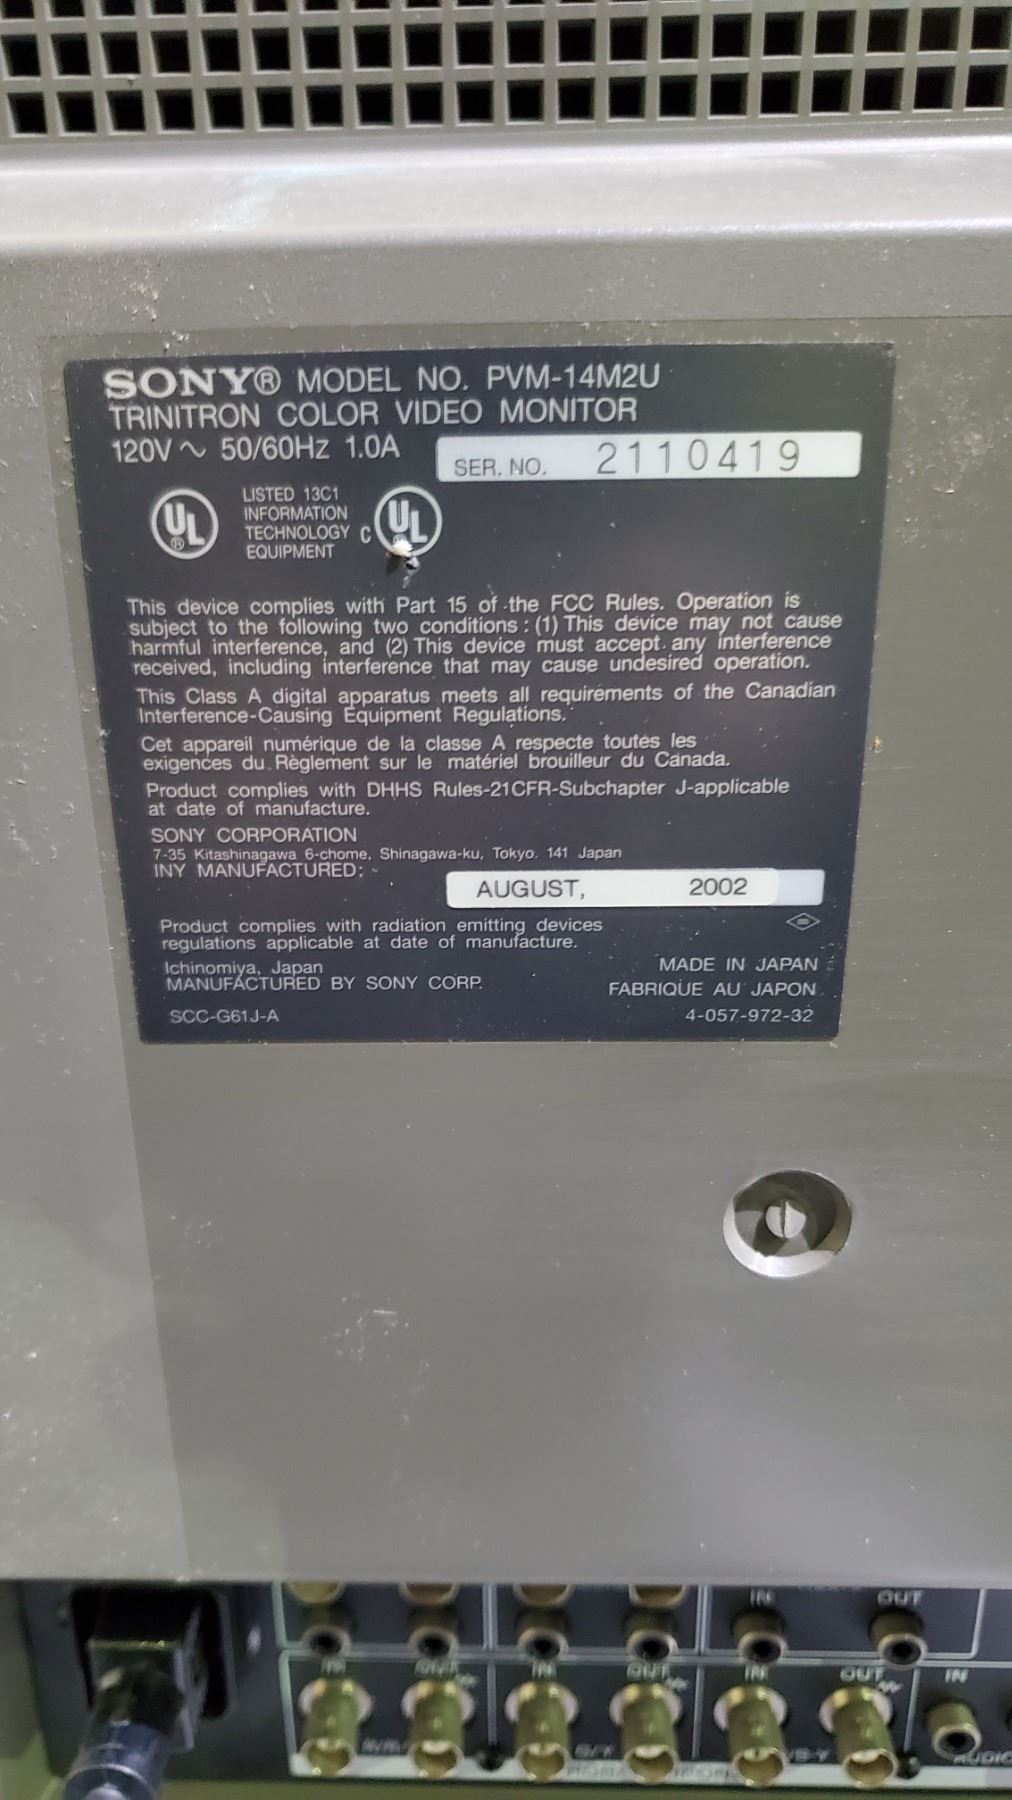 SONY® MODEL NO. PVM-14M2U
TRINITRON COLOR VIDEO MONITOR
120V ~ 50/60Hz 1.0A
SER. NO. 2110419
UL®
LISTED 13C1
INFORMATION
TECHNOLOGY
EQUIPMENT
C UL
This device complies with Part 15 of the FCC Rules. Operation is
subject to the following two conditions : (1) This device may not cause
harmful interference, and (2) This device must accept any interference
received, including interference that may cause undesired operation.
This Class A digital apparatus meets all requirements of the Canadian
Interference-Causing Equipment Regulations.
Cet appareil numérique de la classe A respecte toutes les
exigences du Règlement sur le matériel brouilleur du Canada.
Product complies with DHHS Rules-21CFR-Subchapter J-applicable
at date of manufacture.
SONY CORPORATION
7-35 Kitashinagawa 6-chome, Shinagawa-ku, Tokyo. 141 Japan
INY MANUFACTURED:
AUGUST, 2002
Product complies with radiation emitting devices
regulations applicable at date of manufacture.
Ichinomiya, Japan
MANUFACTURED BY SONY CORP.
MADE IN JAPAN
FABRIQUE AU JAPON
SCC-G61J-A
4-057-972-32
IN OUT
IN OUT IN OUT IN OUT IN
AUDIO